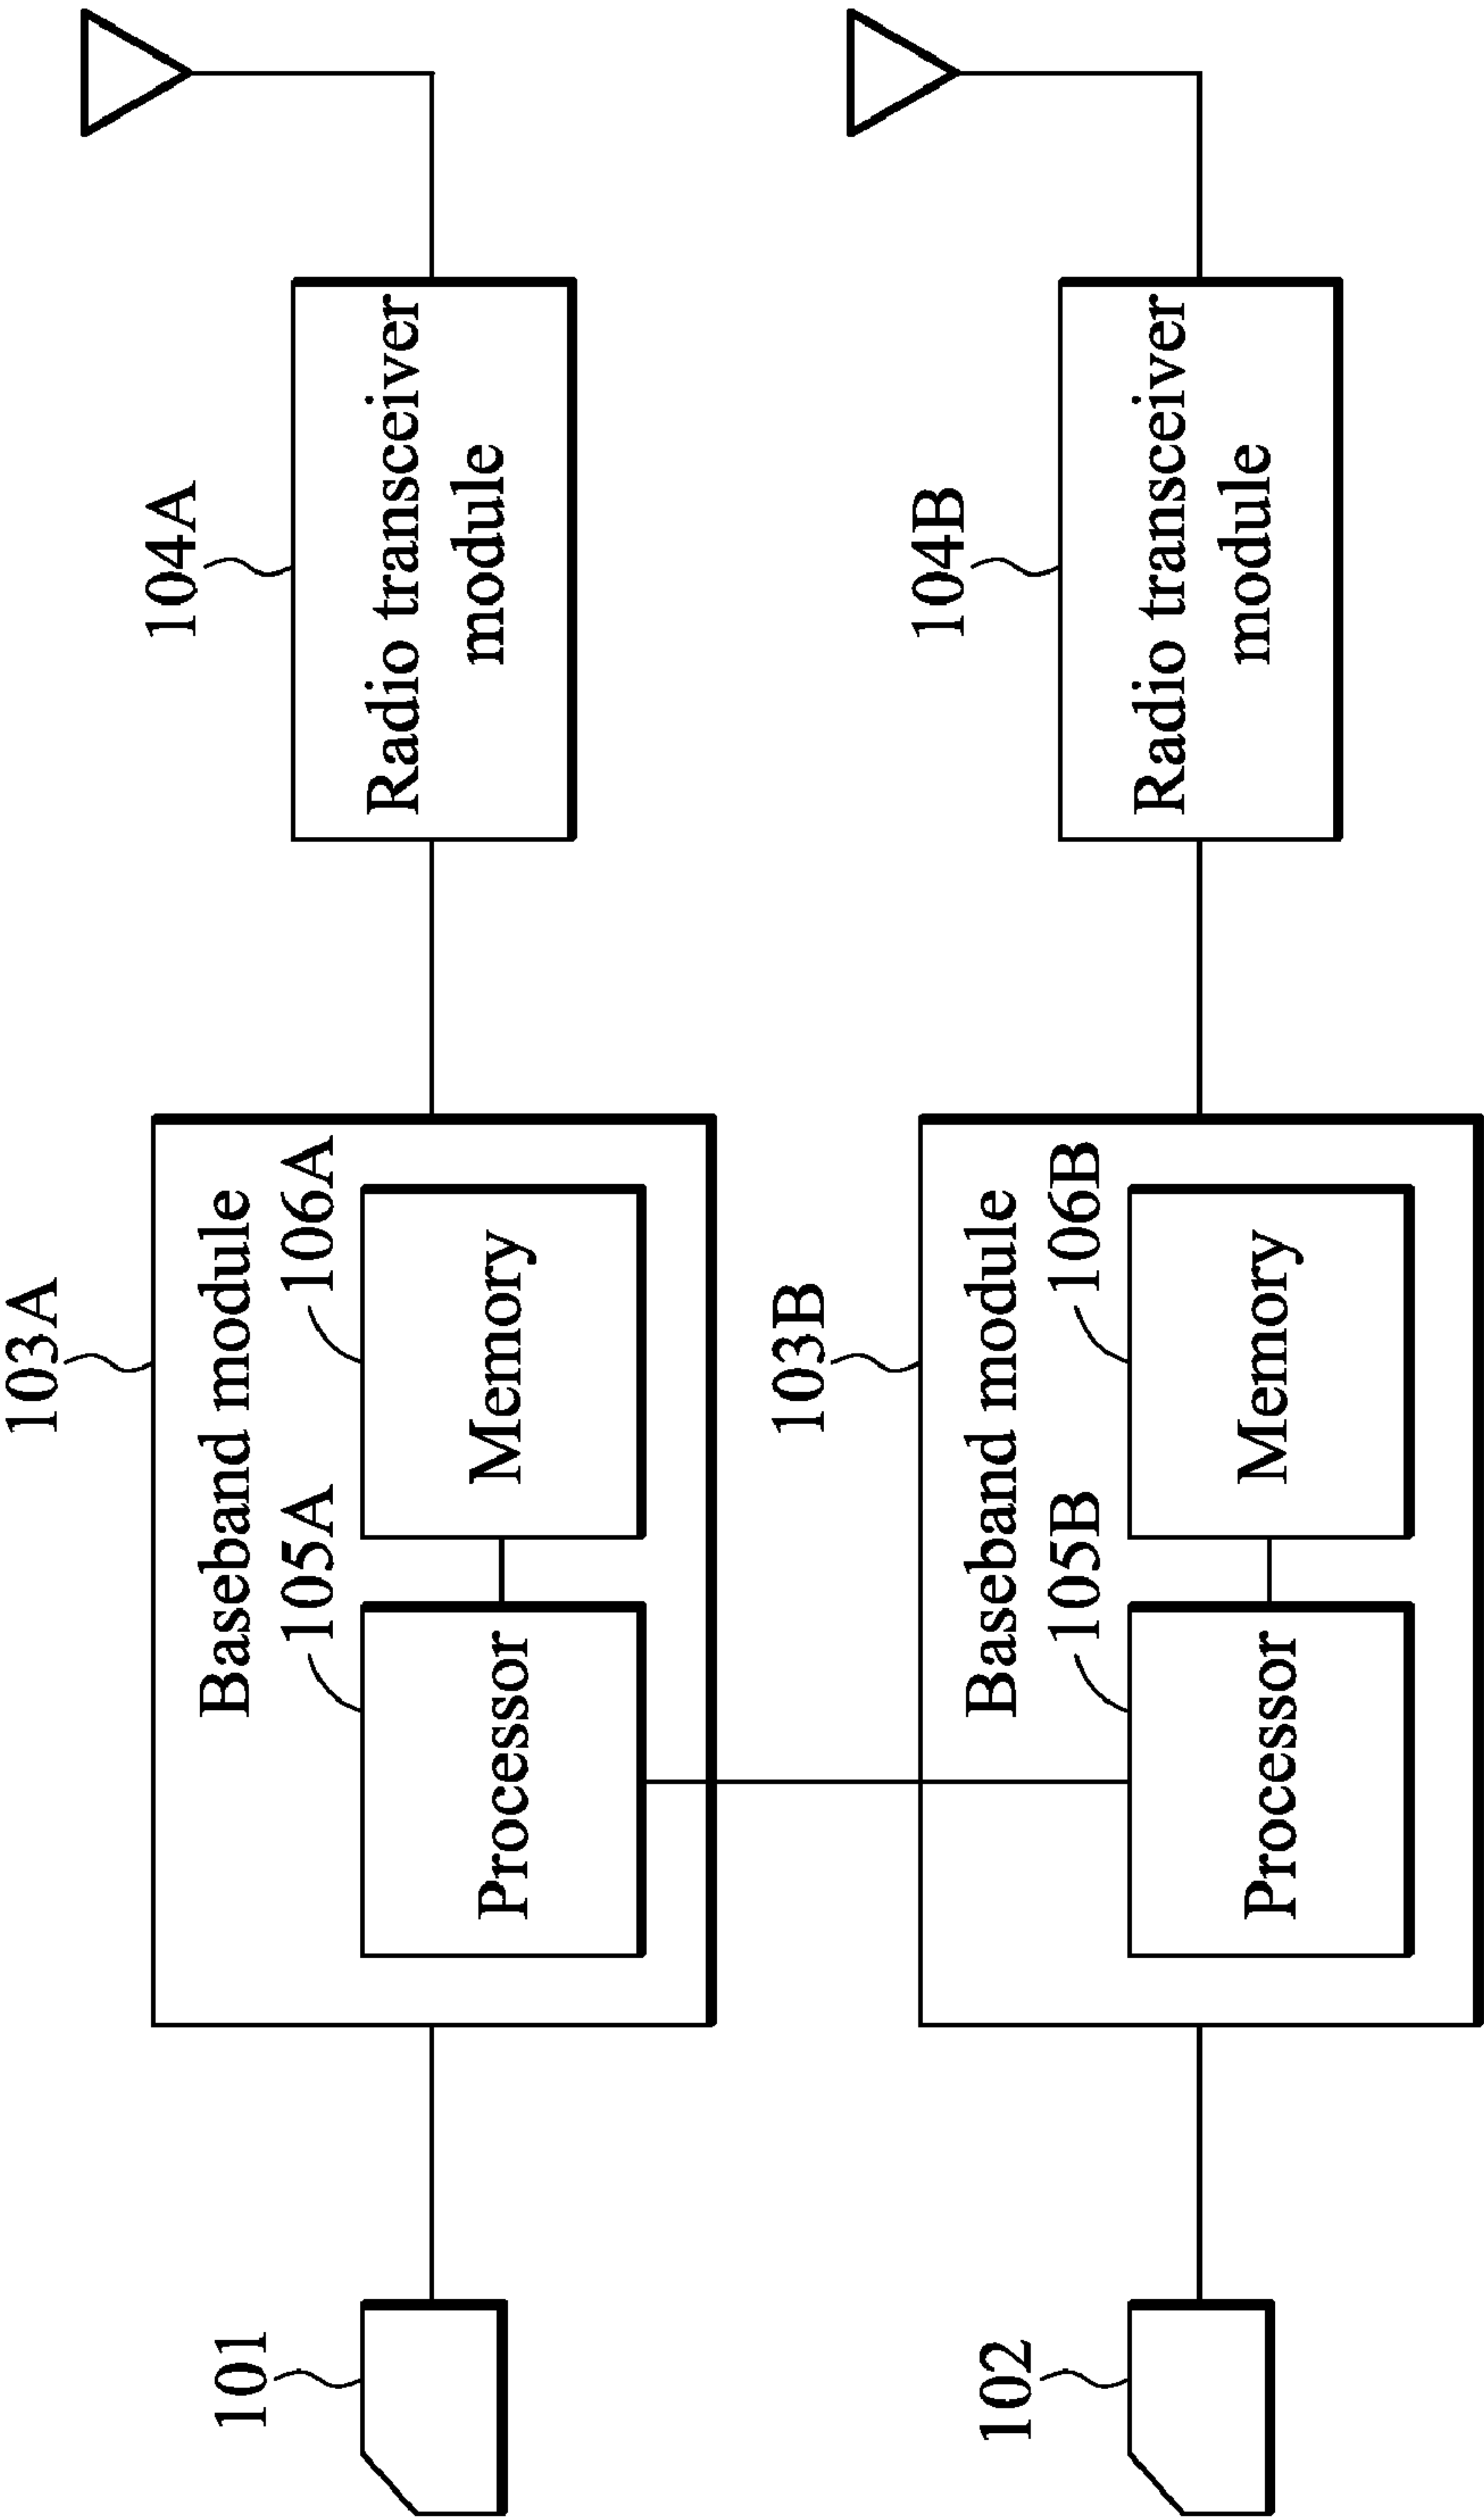 103A
104A
Baseband module
105A
106A
101
Processor
Memory
Radio transceiver
module
103B
104B
Baseband module
105B
106B
102
Processor
Memory
Radio transceiver
module